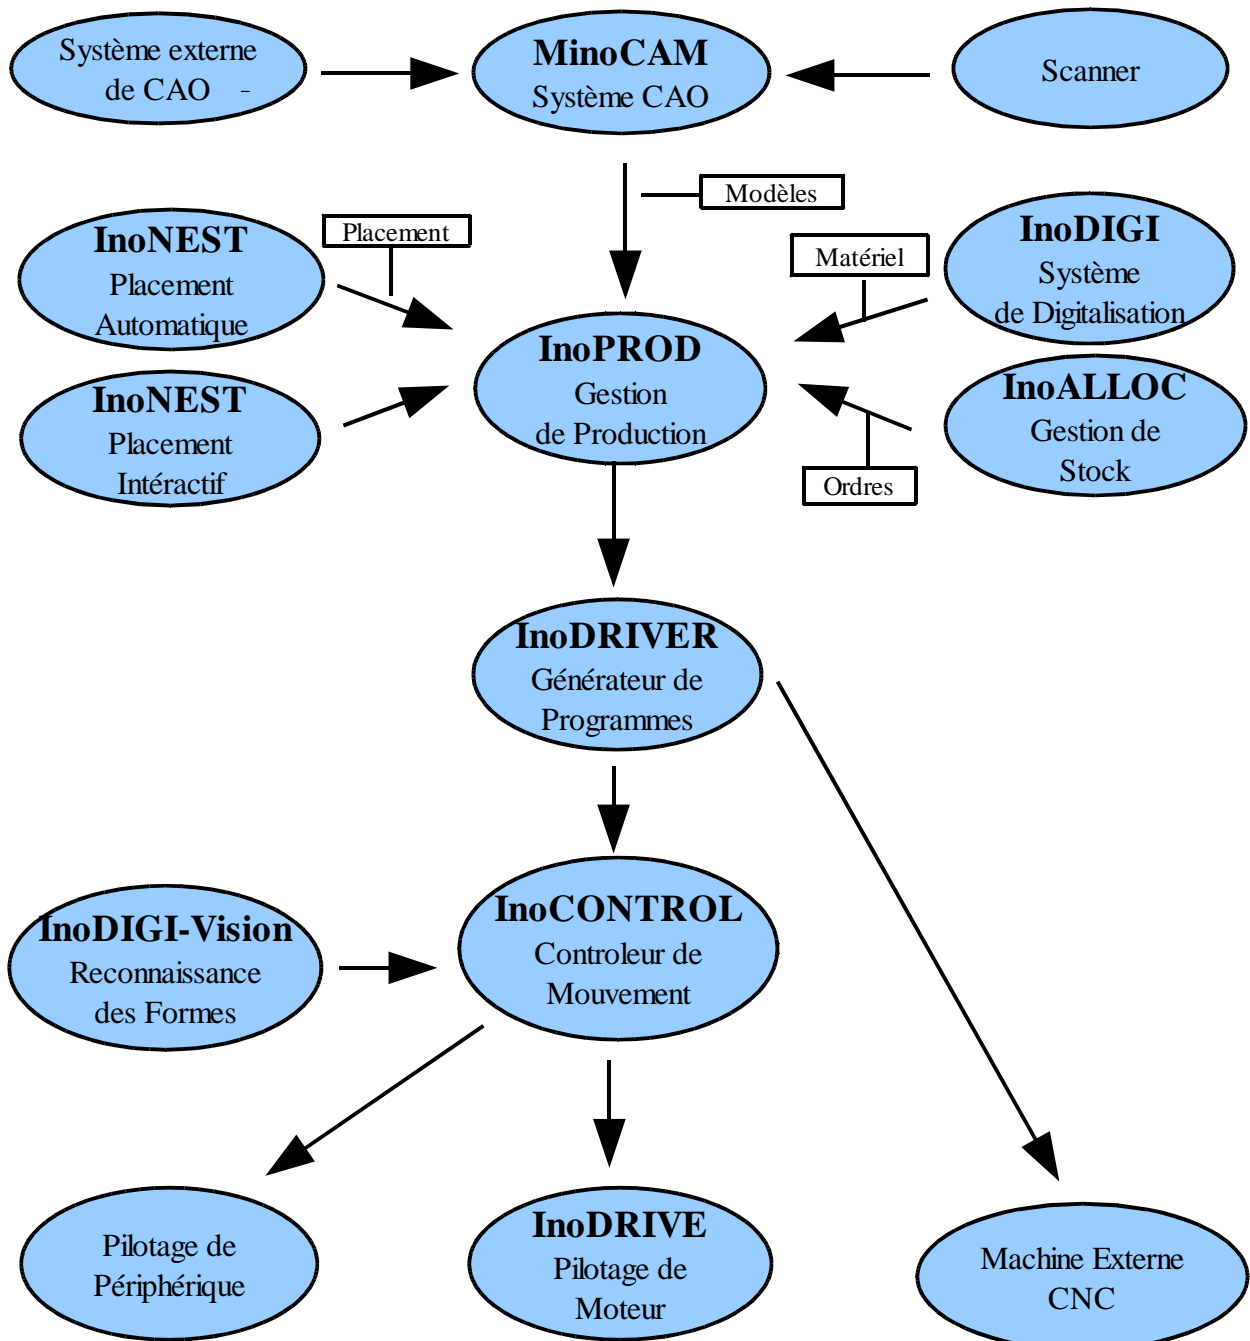 Système externe
de CAO -
MinoCAM
Système CAO
Scanner
Modèles
InoNEST
Placement
Automatique
Placement
Matériel
InoDIGI
Système
de Digitalisation
InoPROD
Gestion
de Production
InoNEST
Placement
Intéractif
InoALLOC
Gestion de
Stock
Ordres
InoDRIVER
Générateur de
Programmes
InoDIGI-Vision
Reconnaissance
des Formes
InoCONTROL
Controleur de
Mouvement
Pilotage de
Périphérique
InoDRIVE
Pilotage de
Moteur
Machine Externe
CNC